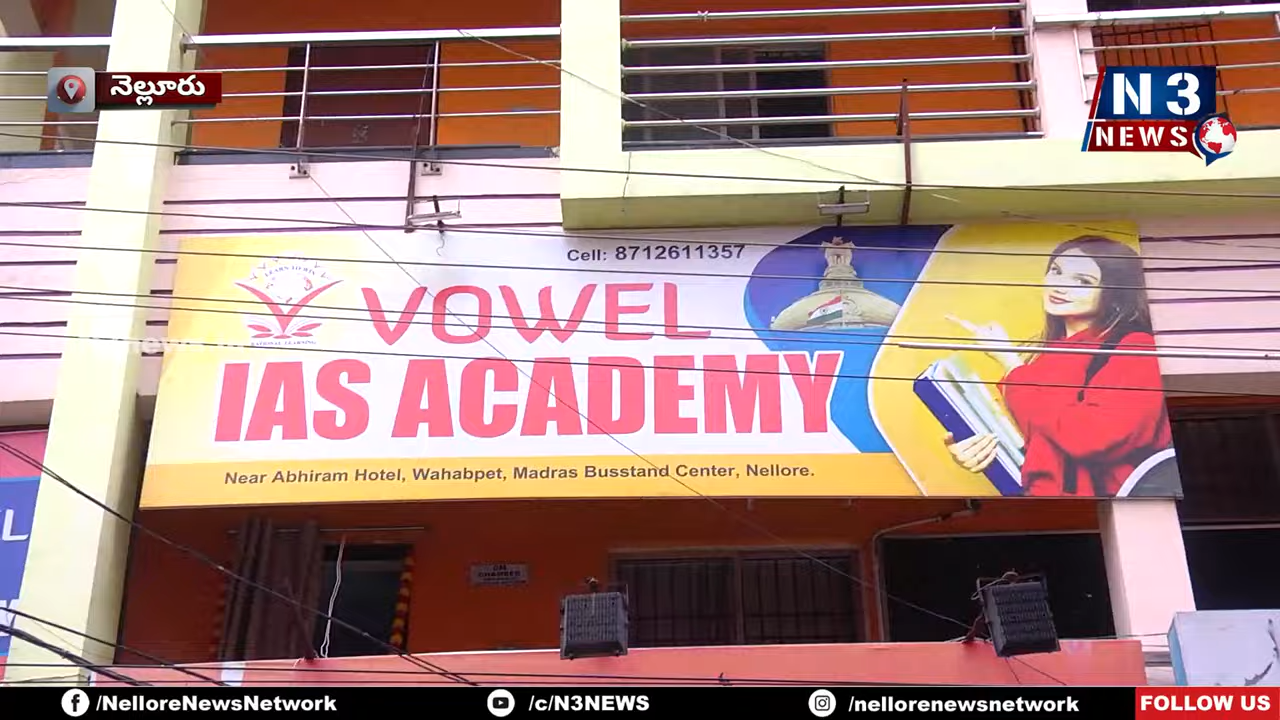 నెల్లూరు
N3
NEWS
Cell: 8712611357
VOWEL
IAS ACADEMY
Near Abhiram Hotel, Wahabpet, Madras Busstand Center, Nellore.
/NelloreNewsNetwork
/c/N3NEWS
/nellorenewsnetwork
FOLLOW US